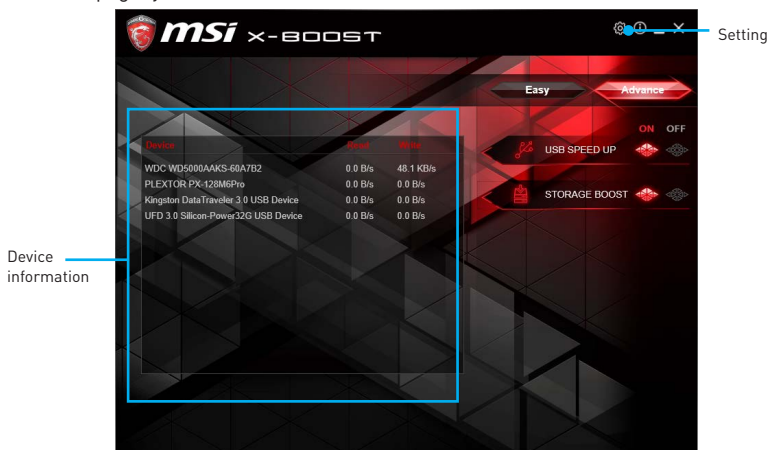 msi X-BOOST
Setting
Easy Advance
ON OFF
Device Read Write
USB SPEED UP
WDC WD5000AAKS-60A7B2 0.0 B/s 48.1 KB/s
PLEXTOR PX-128M6Pro 0.0 B/s 0.0 B/s
STORAGE BOOST
Kingston DataTraveler 3.0 USB Device 0.0 B/s 0.0 B/s
UFD 3.0 Silicon-Power32G USB Device 0.0 B/s 0.0 B/s
Device
information